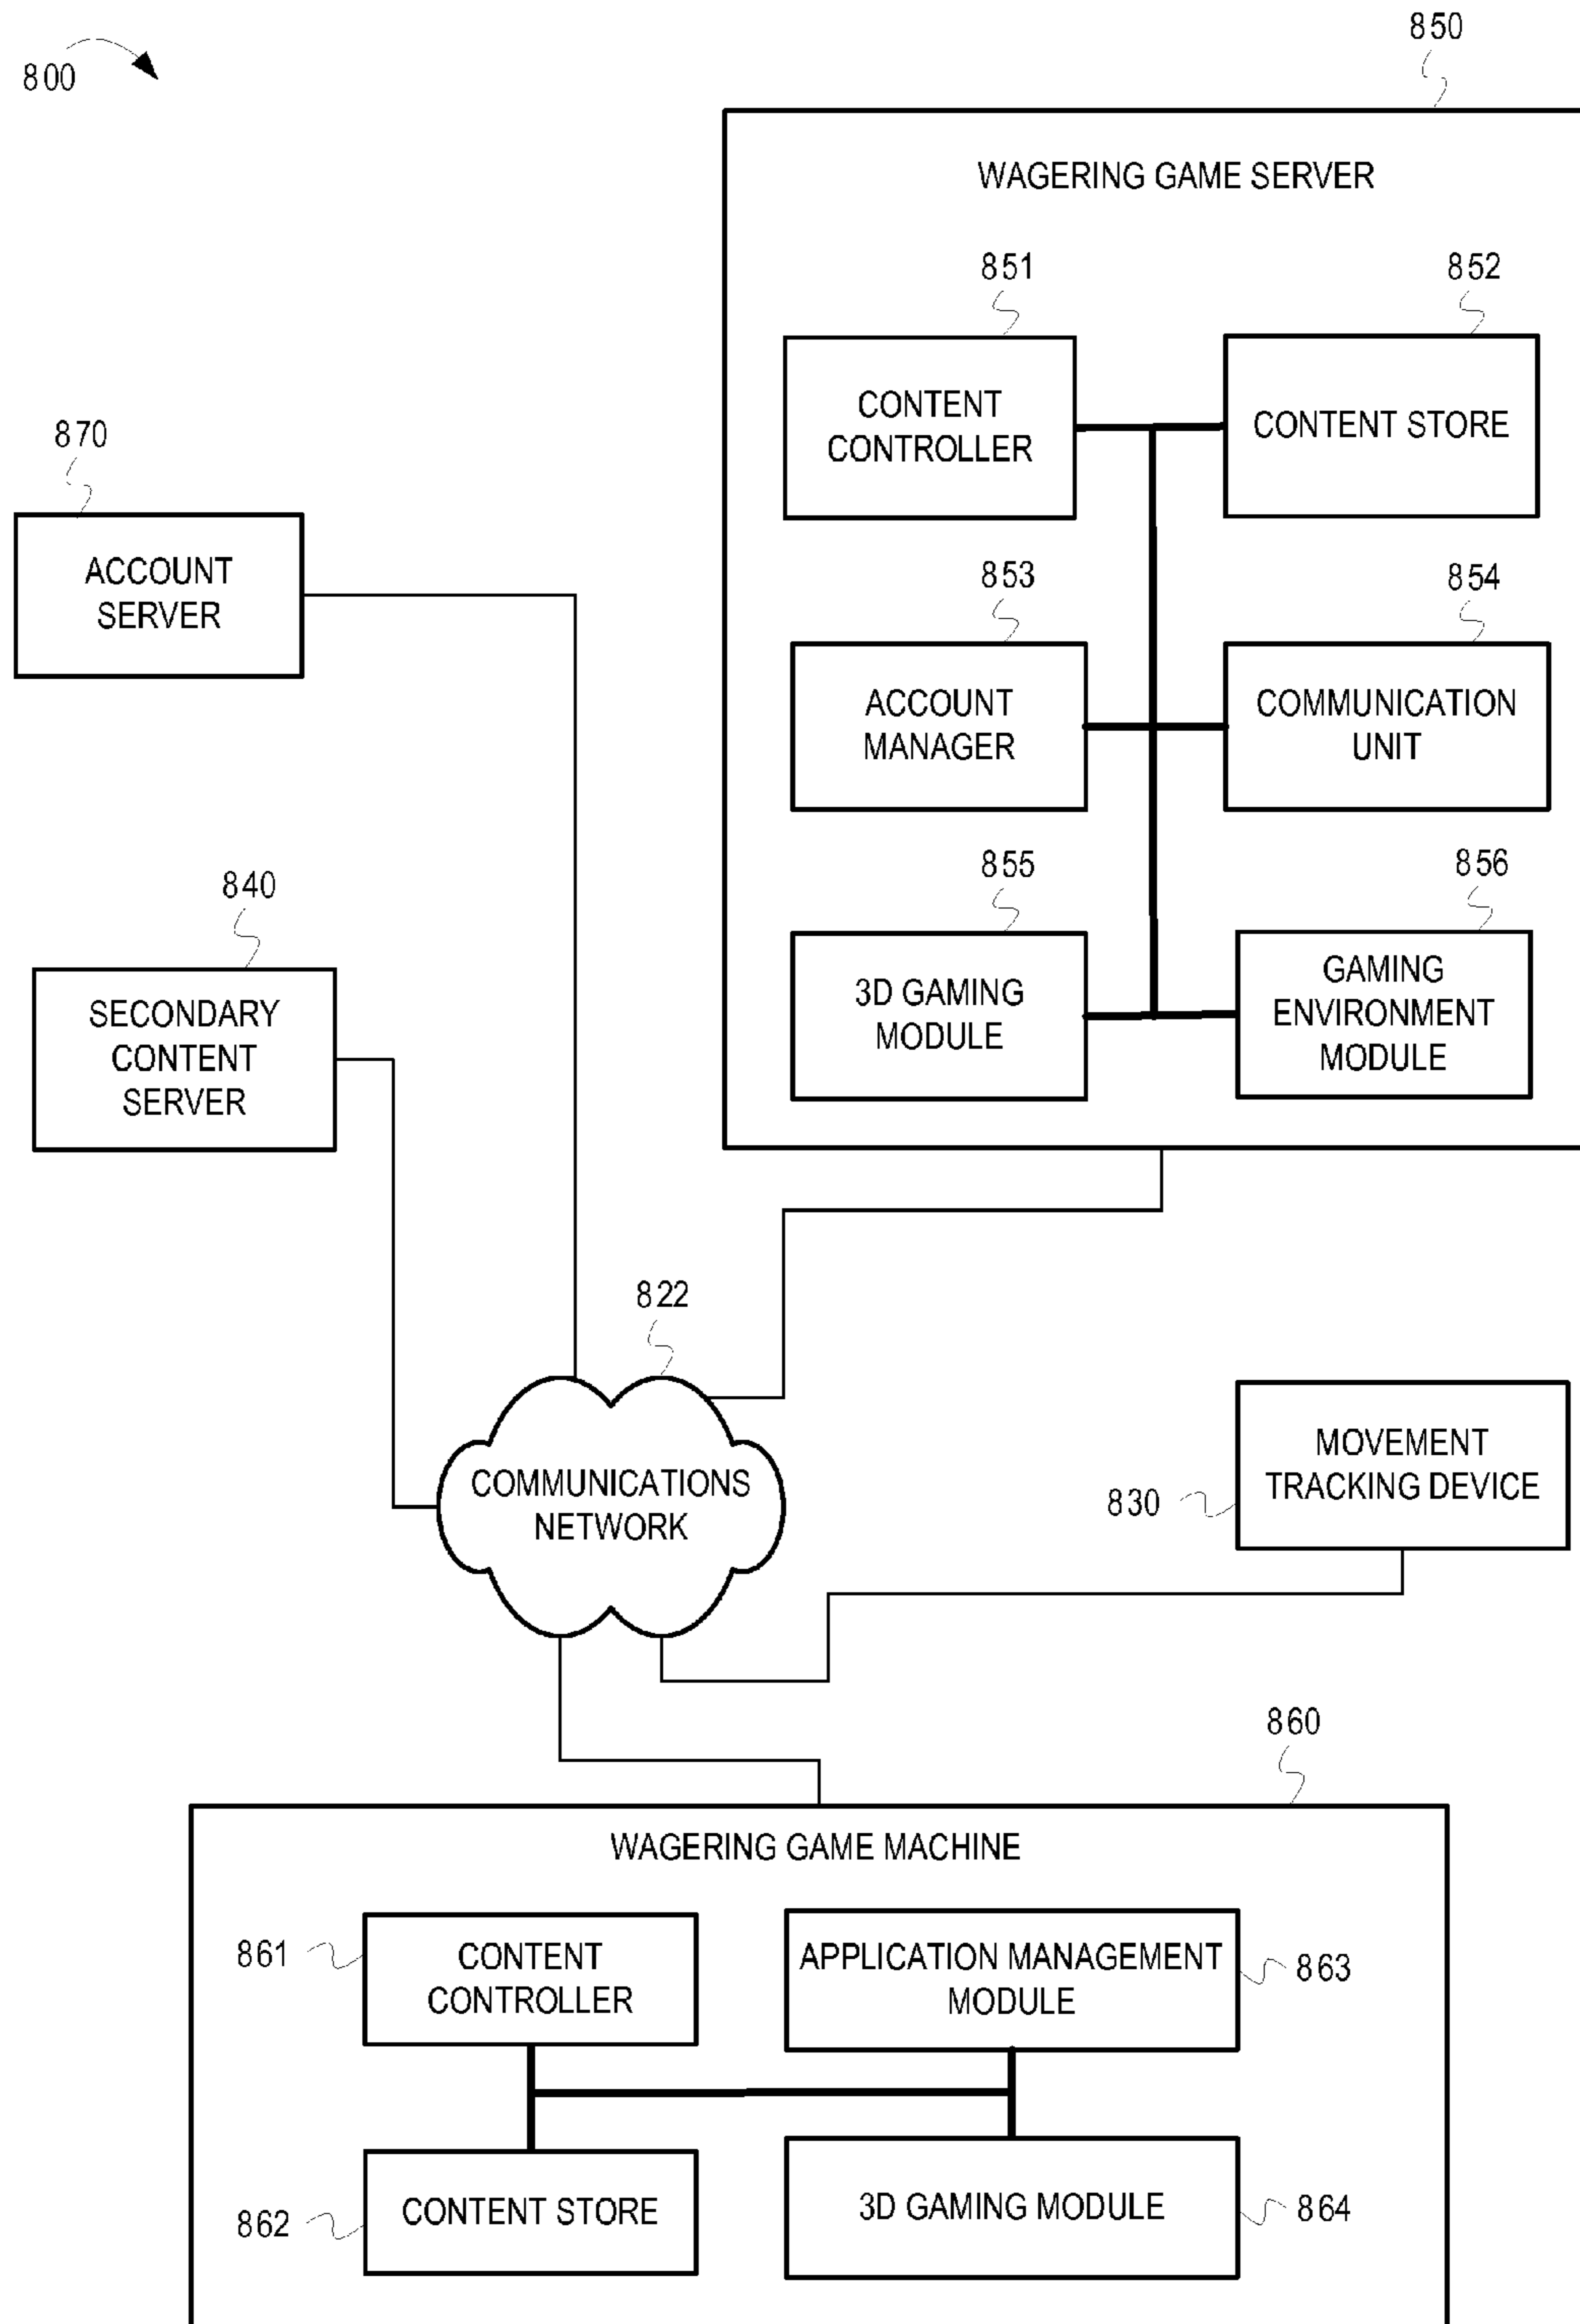 800
850
WAGERING GAME SERVER
851
852
CONTENT
CONTROLLER
CONTENT STORE
870
ACCOUNT
SERVER
853
854
ACCOUNT
MANAGER
COMMUNICATION
UNIT
840
SECONDARY
CONTENT
SERVER
855
856
3D GAMING
MODULE
GAMING
ENVIRONMENT
MODULE
822
COMMUNICATIONS
NETWORK
830
MOVEMENT
TRACKING DEVICE
860
WAGERING GAME MACHINE
861
CONTENT
CONTROLLER
APPLICATION MANAGEMENT
MODULE
863
862
CONTENT STORE
3D GAMING MODULE
864